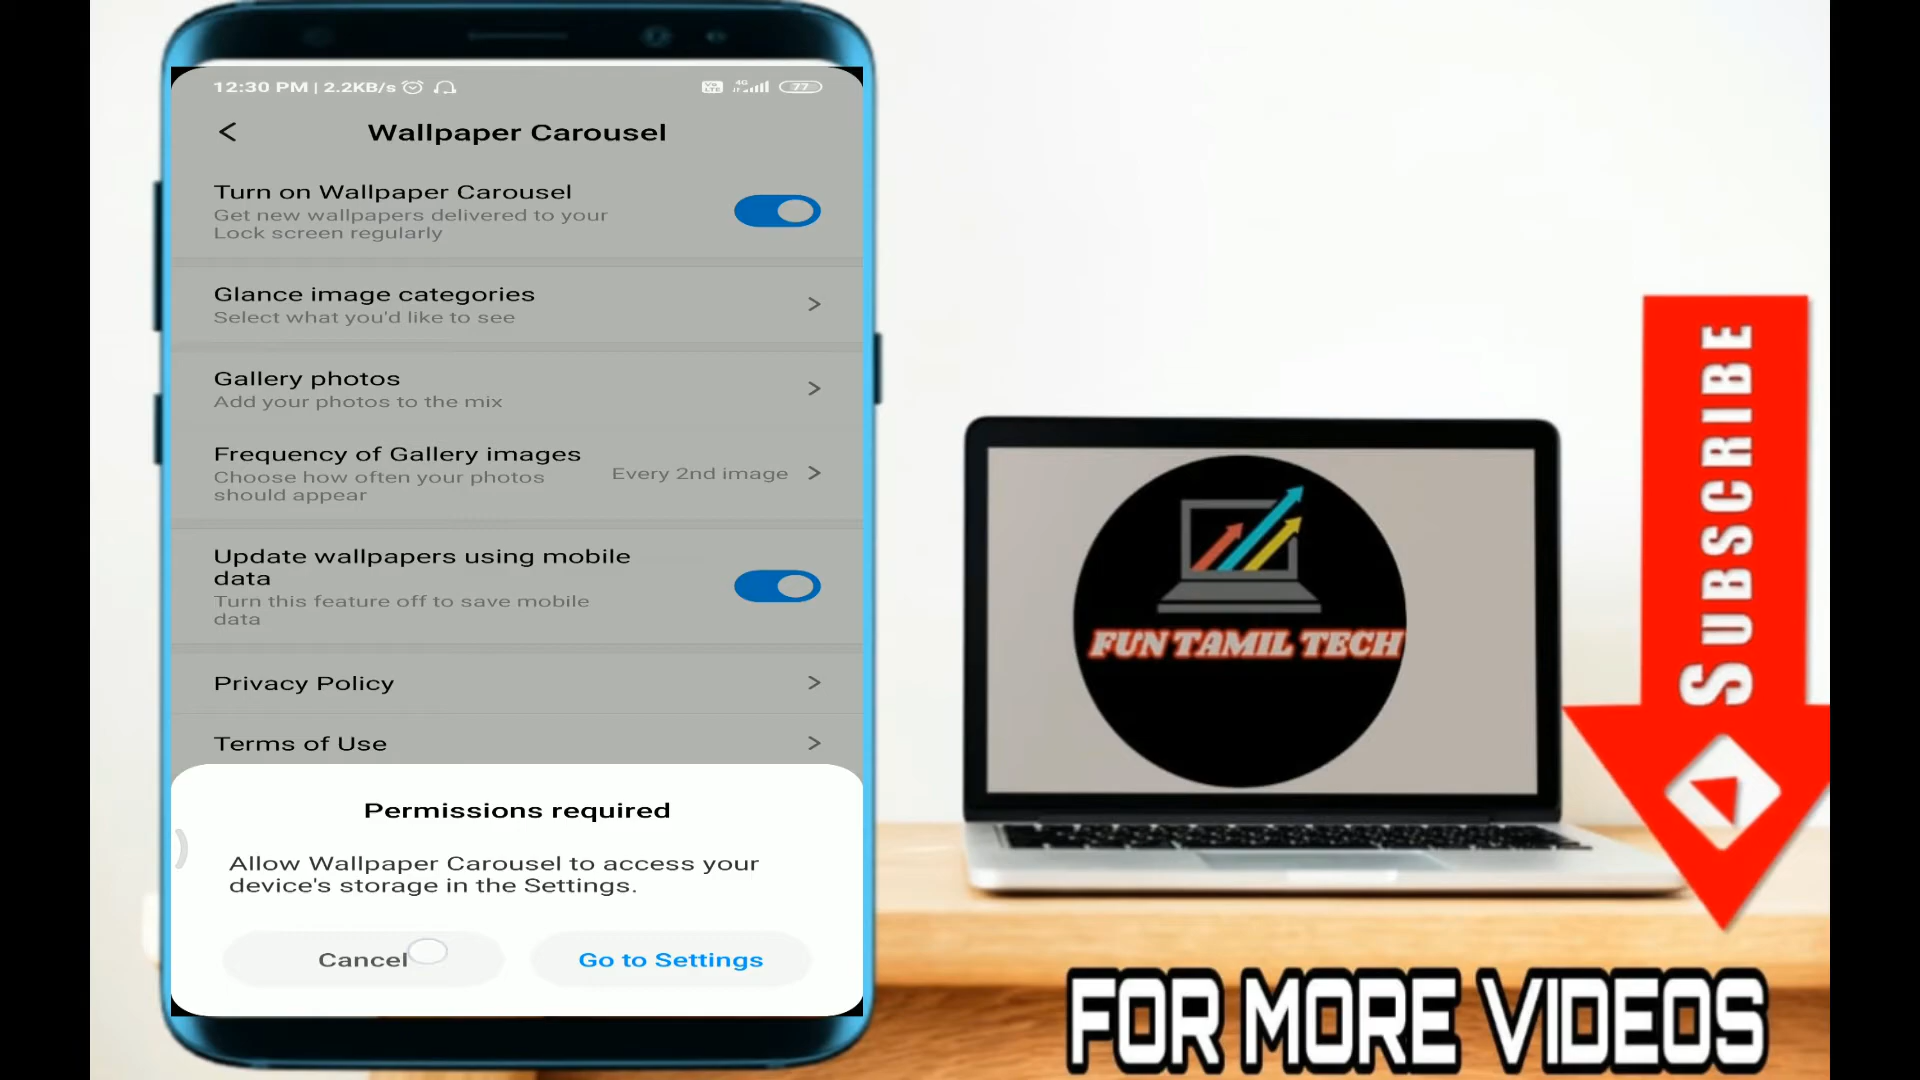 12:30 PM | 2.2KB/s
4G
77
Wallpaper Carousel
Turn on Wallpaper Carousel
Get new wallpapers delivered to your
Lock screen regularly
Glance image categories
Select what you'd like to see
Gallery photos
Add your photos to the mix
Frequency of Gallery images
Choose how often your photos
should appear
Every 2nd image
Update wallpapers using mobile
data
Turn this feature off to save mobile
data
Privacy Policy
Terms of Use
Permissions required
Allow Wallpaper Carousel to access your
device's storage in the Settings.
Cancel
Go to Settings
FUN TAMIL TECH
SUBSCRIBE
FOR MORE VIDEOS